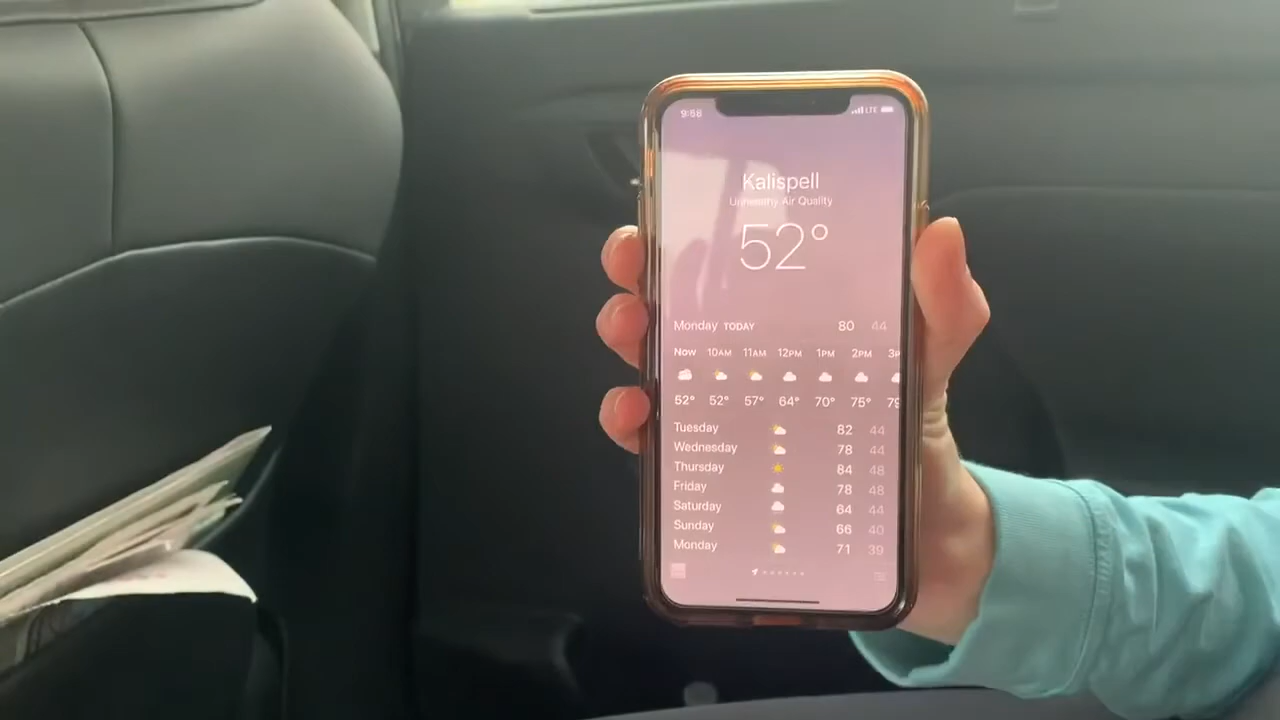 9:58 LTE
Kalispell
Unhealthy Air Quality
52°
Monday TODAY 80 44
Now 10AM 11AM 12PM 1PM 2PM 3P
52° 52° 57° 64° 70° 75° 79
Tuesday 82 44
Wednesday 78 44
Thursday 84 48
Friday 78 48
Saturday 64 44
Sunday 66 40
Monday 71 39